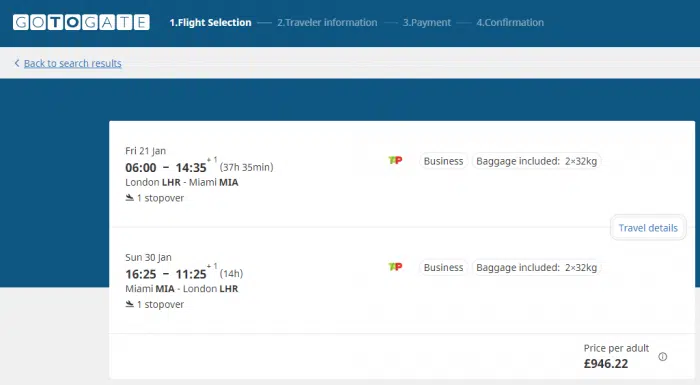 GOTOGATE
1.Flight Selection — 2.Traveler information — 3.Payment — 4.Confirmation
Back to search results
Fri 21 Jan
06:00 – 14:35+1 (37h 35min)
London LHR - Miami MIA
1 stopover
TP
Business
Baggage included: 2×32kg
Travel details
Sun 30 Jan
16:25 – 11:25+1 (14h)
Miami MIA - London LHR
1 stopover
TP
Business
Baggage included: 2×32kg
Price per adult
£946.22